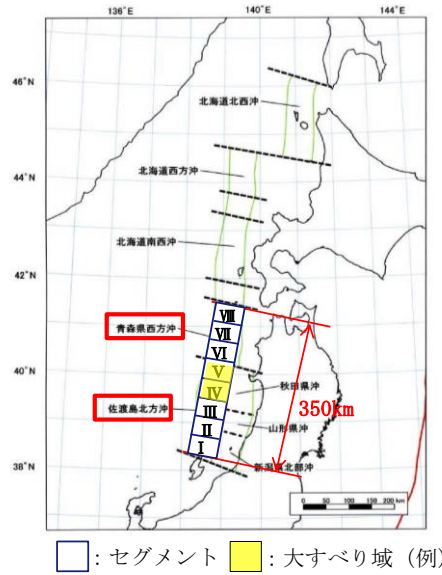 136°E
140°E
144°E
46°N
北海道北西沖
44°N
北海道西方沖
北海道南西沖
42°N
青森県西方沖
Ⅷ
Ⅶ
Ⅵ
Ⅴ
Ⅳ
Ⅲ
Ⅱ
Ⅰ
40°N
秋田県沖
佐渡島北方沖
350km
山形県沖
新潟県北部沖
38°N
0 50 100 150 200 km
：セグメント
：大すべり域（例）